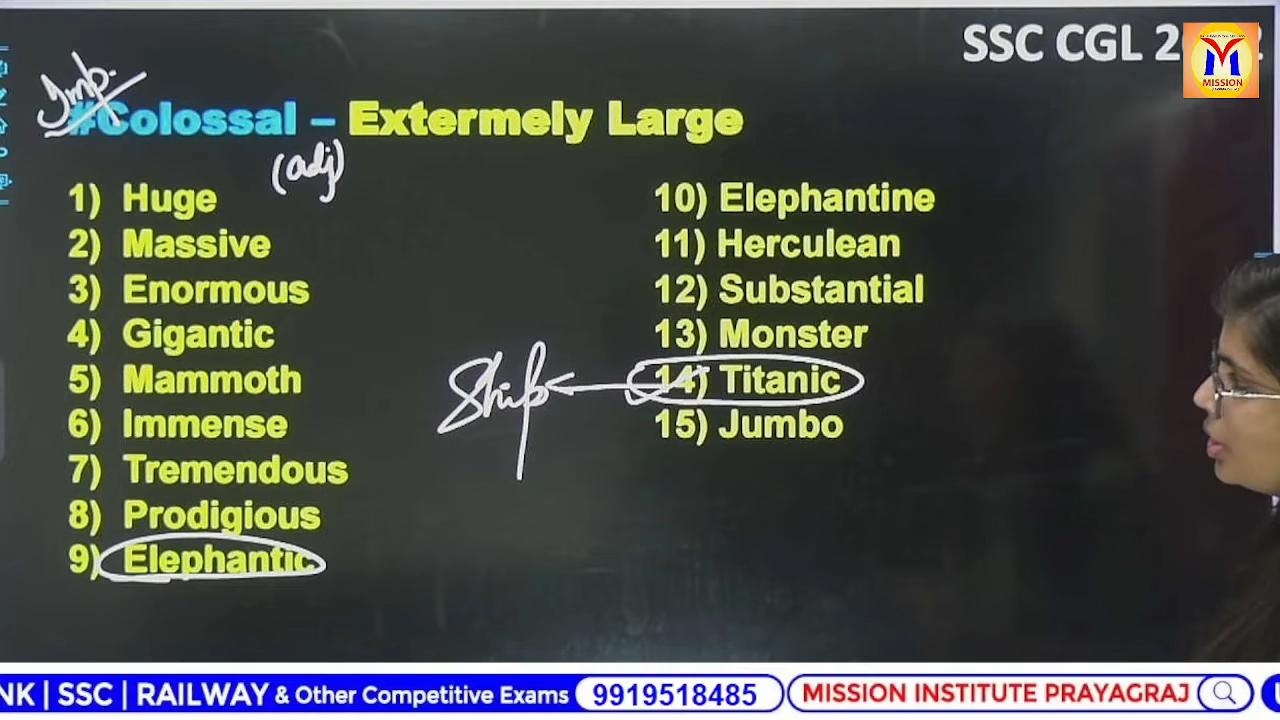 SSC CGL 2
MISSION
Imp.
#Colossal – Extermely Large
(adj)
1) Huge
2) Massive
3) Enormous
4) Gigantic
5) Mammoth
6) Immense
7) Tremendous
8) Prodigious
9) Elephantic
10) Elephantine
11) Herculean
12) Substantial
13) Monster
14) Titanic
15) Jumbo
Ship
NK | SSC | RAILWAY & Other Competitive Exams 9919518485 MISSION INSTITUTE PRAYAGRAJ